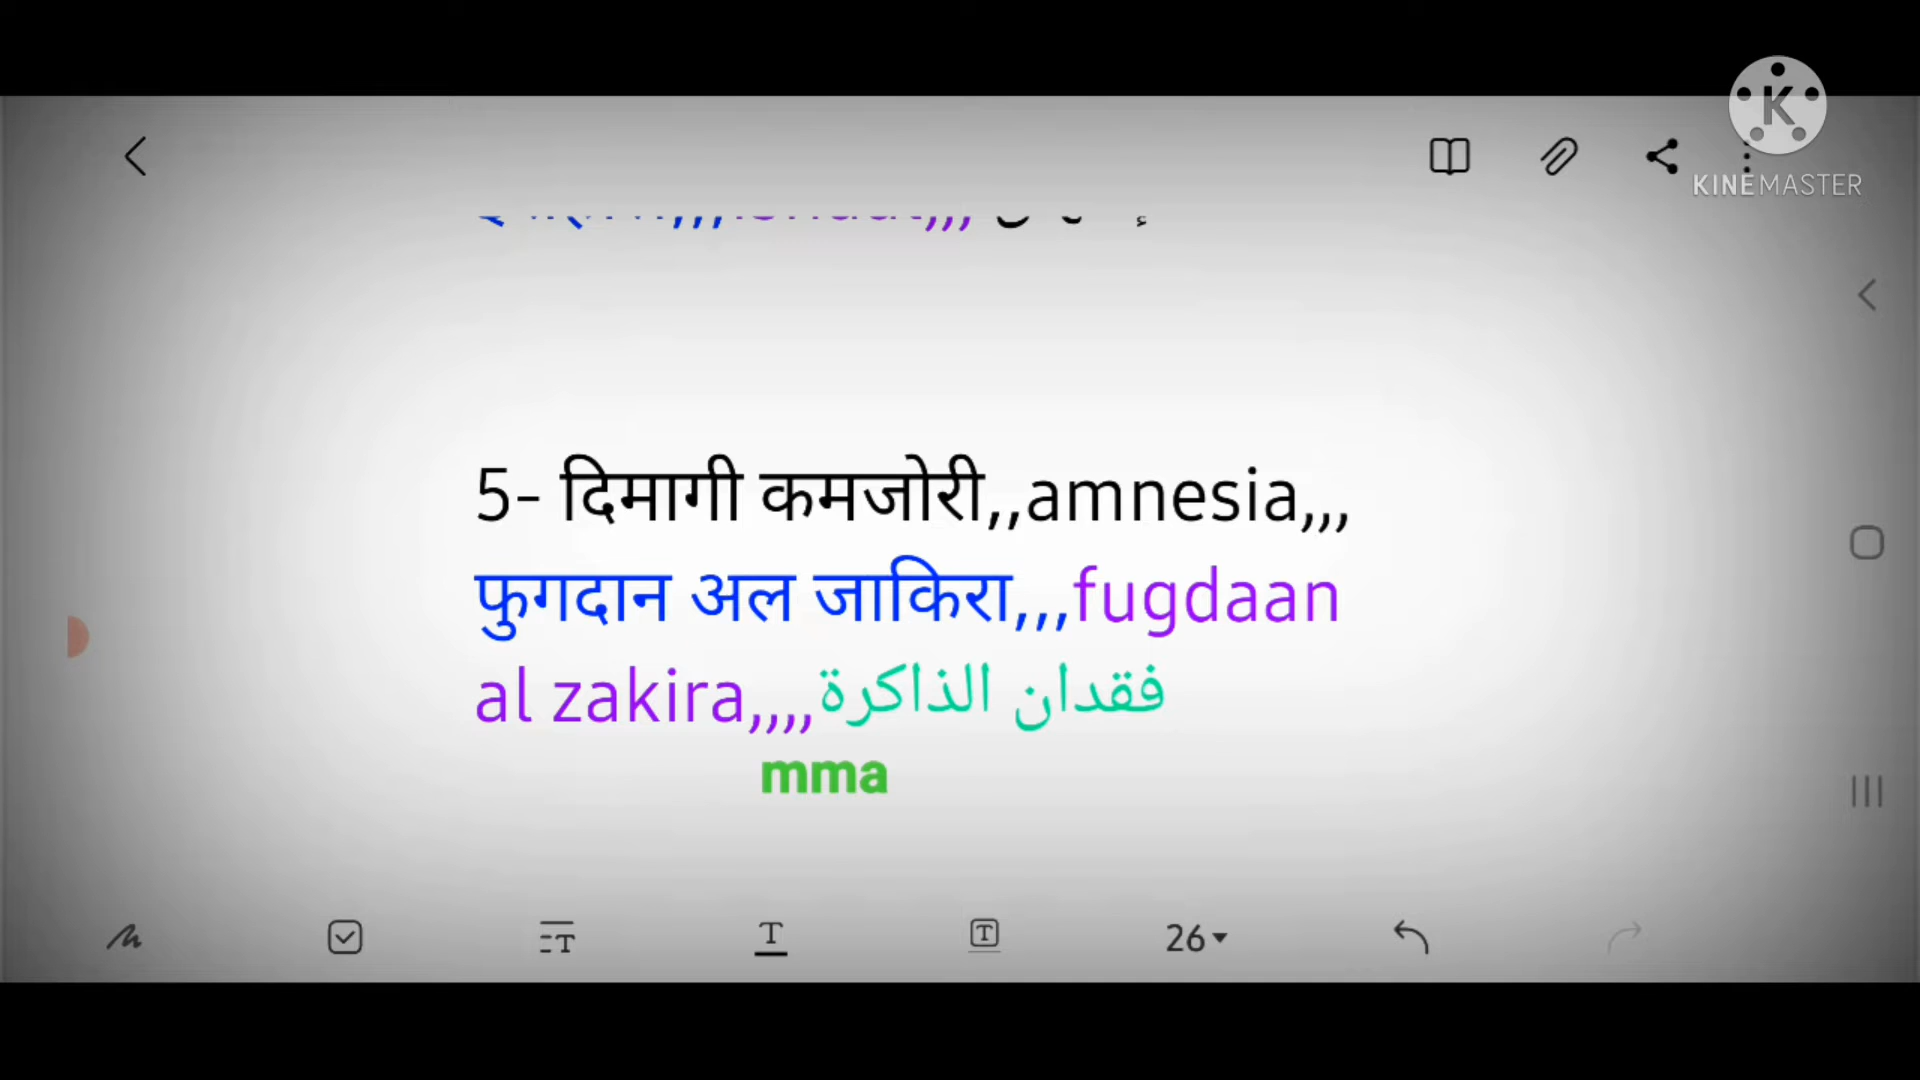 KINEMASTER
5- दिमागी कमजोरी,,amnesia,,,
फुगदान अल जाकिरा,,,fugdaan
al zakira,,,,فقدان الذاكرة
mma
26